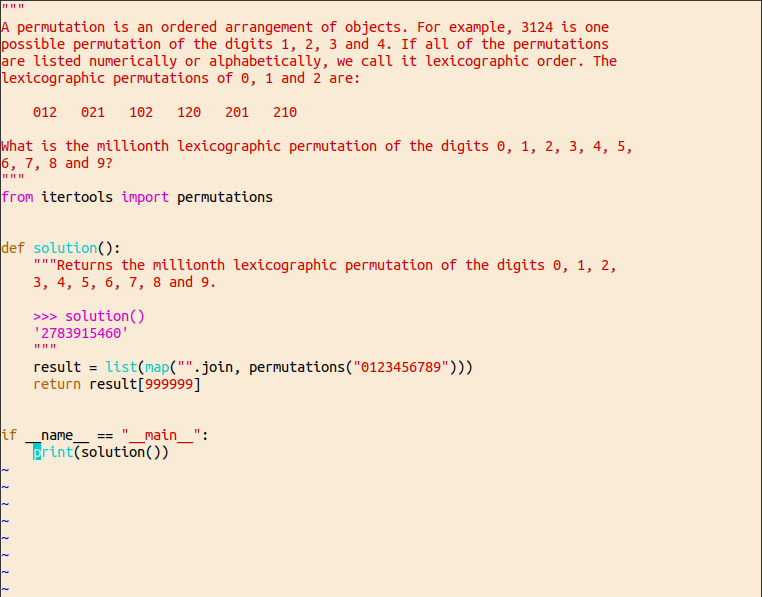 """
A permutation is an ordered arrangement of objects. For example, 3124 is one
possible permutation of the digits 1, 2, 3 and 4. If all of the permutations
are listed numerically or alphabetically, we call it lexicographic order. The
lexicographic permutations of 0, 1 and 2 are:

    012   021   102   120   201   210

What is the millionth lexicographic permutation of the digits 0, 1, 2, 3, 4, 5,
6, 7, 8 and 9?
"""
from itertools import permutations


def solution():
    """Returns the millionth lexicographic permutation of the digits 0, 1, 2,
    3, 4, 5, 6, 7, 8 and 9.

    >>> solution()
    '2783915460'
    """
    result = list(map("".join, permutations("0123456789")))
    return result[999999]


if __name__ == "__main__":
    print(solution())
~
~
~
~
~
~
~
~